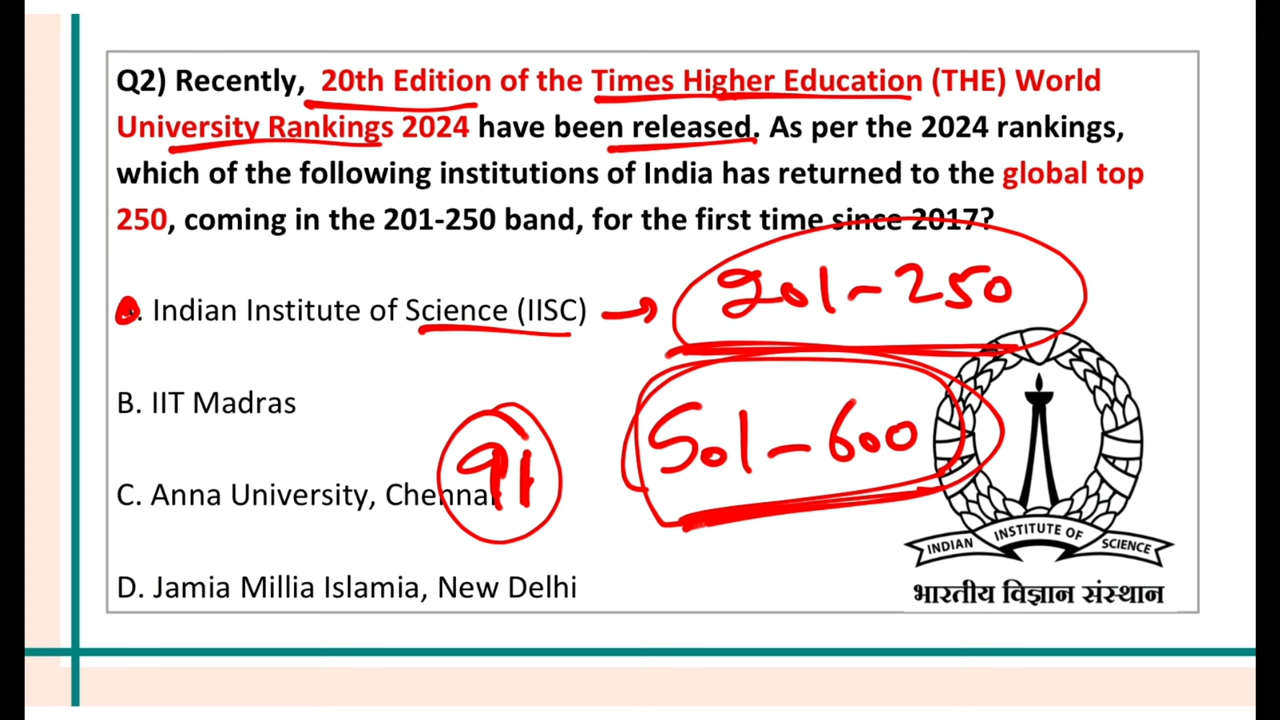 Q2) Recently, 20th Edition of the Times Higher Education (THE) World
University Rankings 2024 have been released. As per the 2024 rankings,
which of the following institutions of India has returned to the global top
250, coming in the 201-250 band, for the first time since 2017?
A. Indian Institute of Science (IISC) → 201-250
B. IIT Madras
501-600
91
C. Anna University, Chennai
D. Jamia Millia Islamia, New Delhi
INDIAN INSTITUTE OF SCIENCE
भारतीय विज्ञान संस्थान